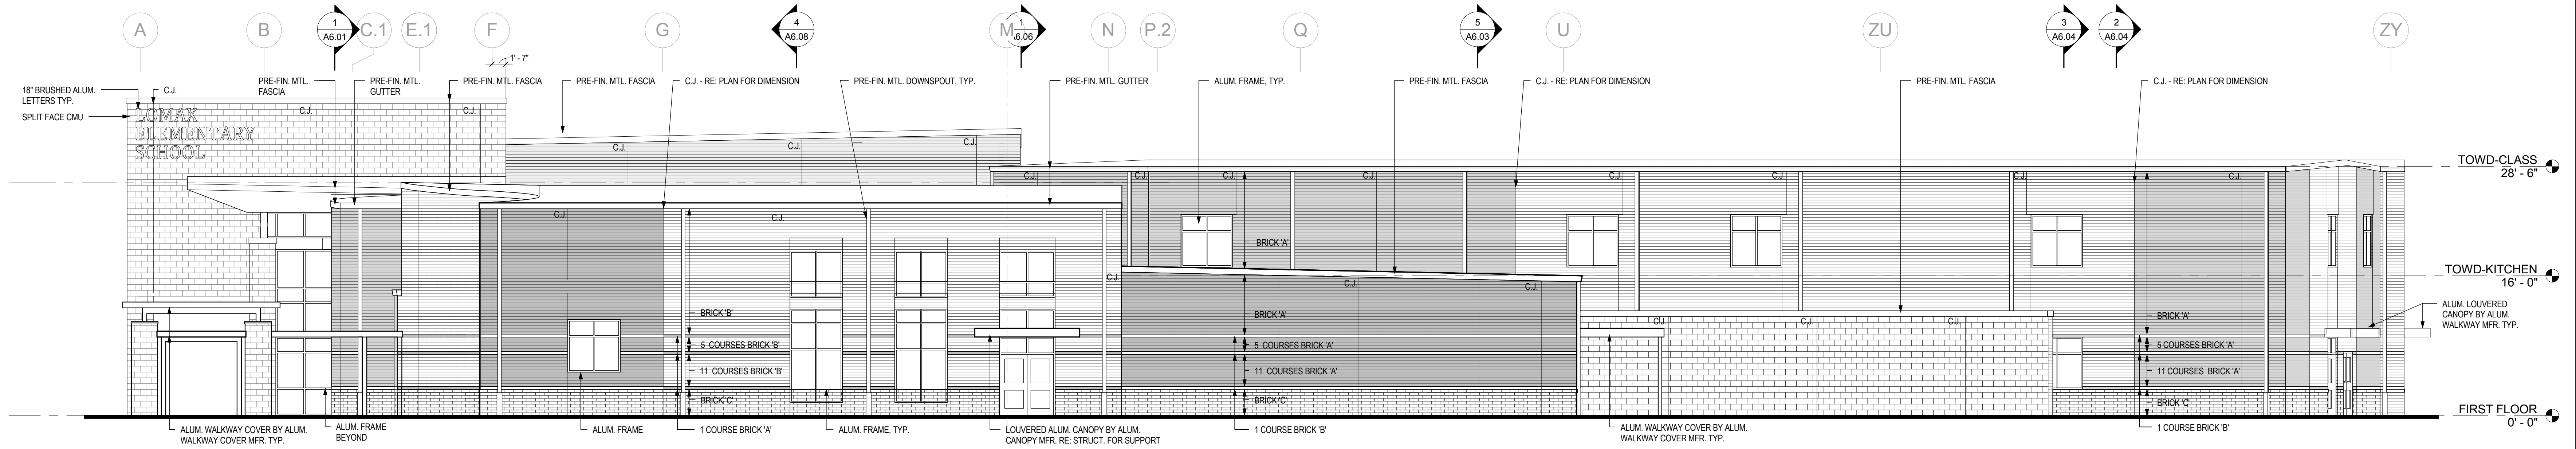 A
B
1
A6.01
C.1
E.1
F
G
4
A6.08
M
1
A6.06
N
P.2
Q
5
A6.03
U
ZU
3
A6.04
2
A6.04
ZY
1' - 7"
18" BRUSHED ALUM.
LETTERS TYP.
SPLIT FACE CMU
C.J.
PRE-FIN. MTL.
FASCIA
PRE-FIN. MTL.
GUTTER
PRE-FIN. MTL. FASCIA
PRE-FIN. MTL. FASCIA
C.J. - RE: PLAN FOR DIMENSION
PRE-FIN. MTL. DOWNSPOUT, TYP.
PRE-FIN. MTL. GUTTER
ALUM. FRAME, TYP.
PRE-FIN. MTL. FASCIA
C.J. - RE: PLAN FOR DIMENSION
PRE-FIN. MTL. FASCIA
C.J. - RE: PLAN FOR DIMENSION
LOMAX
ELEMENTARY
SCHOOL
C.J.
C.J.
C.J.
C.J.
C.J.
TOWD-CLASS
28' - 6"
C.J.
C.J.
C.J.
C.J.
C.J.
C.J.
C.J.
C.J.
C.J.
C.J.
C.J.
BRICK 'A'
TOWD-KITCHEN
16' - 0"
C.J.
C.J.
C.J.
ALUM. LOUVERED
CANOPY BY ALUM.
WALKWAY MFR. TYP.
BRICK 'B'
BRICK 'A'
BRICK 'A'
C.J.
C.J.
C.J.
5 COURSES BRICK 'B'
5 COURSES BRICK 'A'
5 COURSES BRICK 'A'
11 COURSES BRICK 'B'
11 COURSES BRICK 'A'
11 COURSES BRICK 'A'
BRICK 'C'
BRICK 'C'
BRICK 'C'
FIRST FLOOR
0' - 0"
ALUM. WALKWAY COVER BY ALUM.
WALKWAY COVER MFR. TYP.
ALUM. FRAME
BEYOND
ALUM. FRAME
1 COURSE BRICK 'A'
ALUM. FRAME, TYP.
LOUVERED ALUM. CANOPY BY ALUM.
CANOPY MFR. RE: STRUCT. FOR SUPPORT
1 COURSE BRICK 'B'
ALUM. WALKWAY COVER BY ALUM.
WALKWAY COVER MFR. TYP.
1 COURSE BRICK 'B'